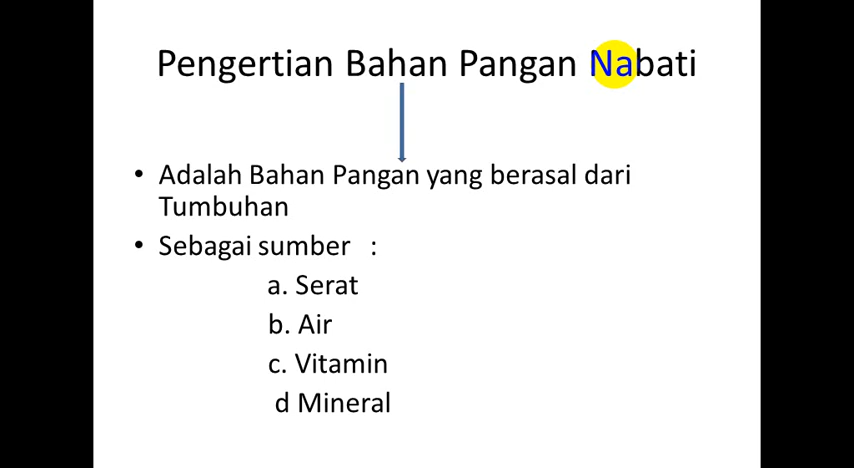 Pengertian Bahan Pangan Nabati
• Adalah Bahan Pangan yang berasal dari
Tumbuhan
• Sebagai sumber :
a. Serat
b. Air
c. Vitamin
d Mineral